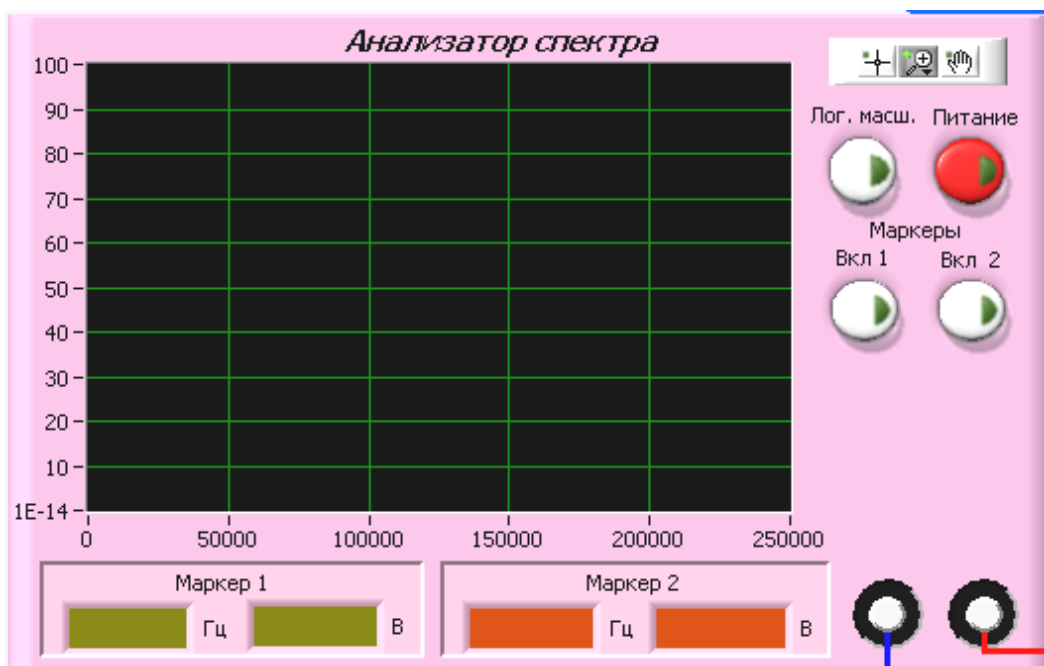 Анализатор спектра
100
90
80
70
60
50
40
30
20
10
1E-14
0 50000 100000 150000 200000 250000
Лог. масш. Питание
Маркеры
Вкл 1 Вкл 2
Маркер 1
Гц В
Маркер 2
Гц В